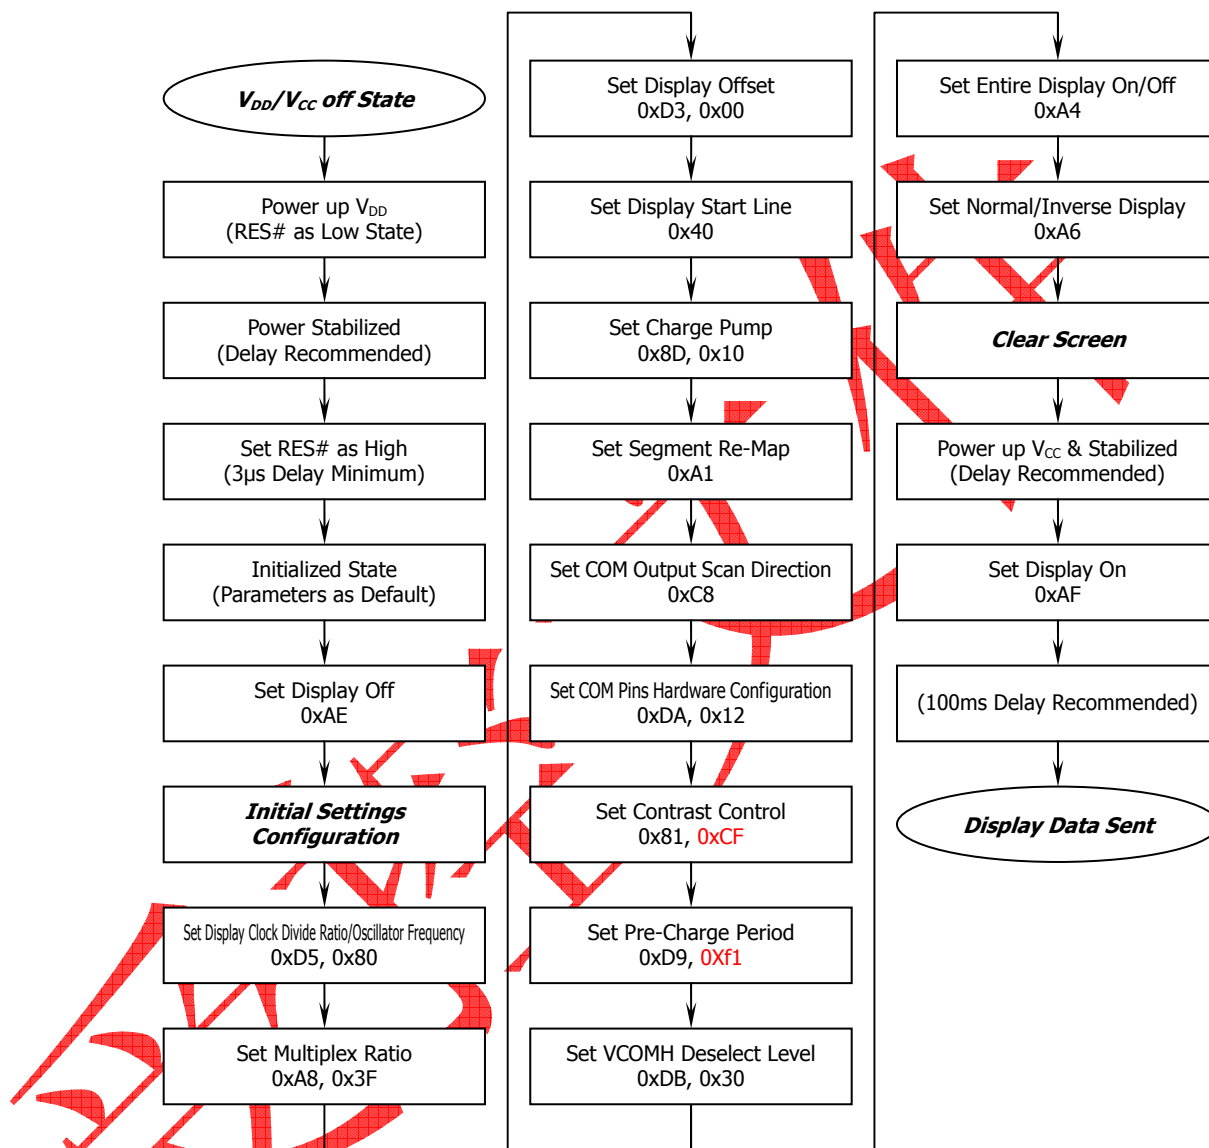 VDD/VCC off State
Power up VDD
(RES# as Low State)
Power Stabilized
(Delay Recommended)
Set RES# as High
(3μs Delay Minimum)
Initialized State
(Parameters as Default)
Set Display Off
0xAE
Initial Settings
Configuration
Set Display Clock Divide Ratio/Oscillator Frequency
0xD5, 0x80
Set Multiplex Ratio
0xA8, 0x3F
Set Display Offset
0xD3, 0x00
Set Display Start Line
0x40
Set Charge Pump
0x8D, 0x10
Set Segment Re-Map
0xA1
Set COM Output Scan Direction
0xC8
Set COM Pins Hardware Configuration
0xDA, 0x12
Set Contrast Control
0x81, 0xCF
Set Pre-Charge Period
0xD9, 0Xf1
Set VCOMH Deselect Level
0xDB, 0x30
Set Entire Display On/Off
0xA4
Set Normal/Inverse Display
0xA6
Clear Screen
Power up VCC & Stabilized
(Delay Recommended)
Set Display On
0xAF
(100ms Delay Recommended)
Display Data Sent